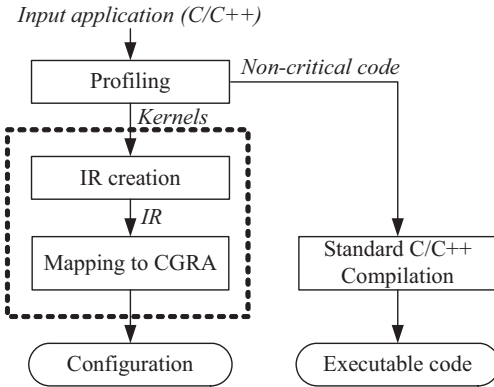 Input application (C/C++)
Profiling
Non-critical code
Kernels
IR creation
IR
Mapping to CGRA
Standard C/C++
Compilation
Configuration
Executable code